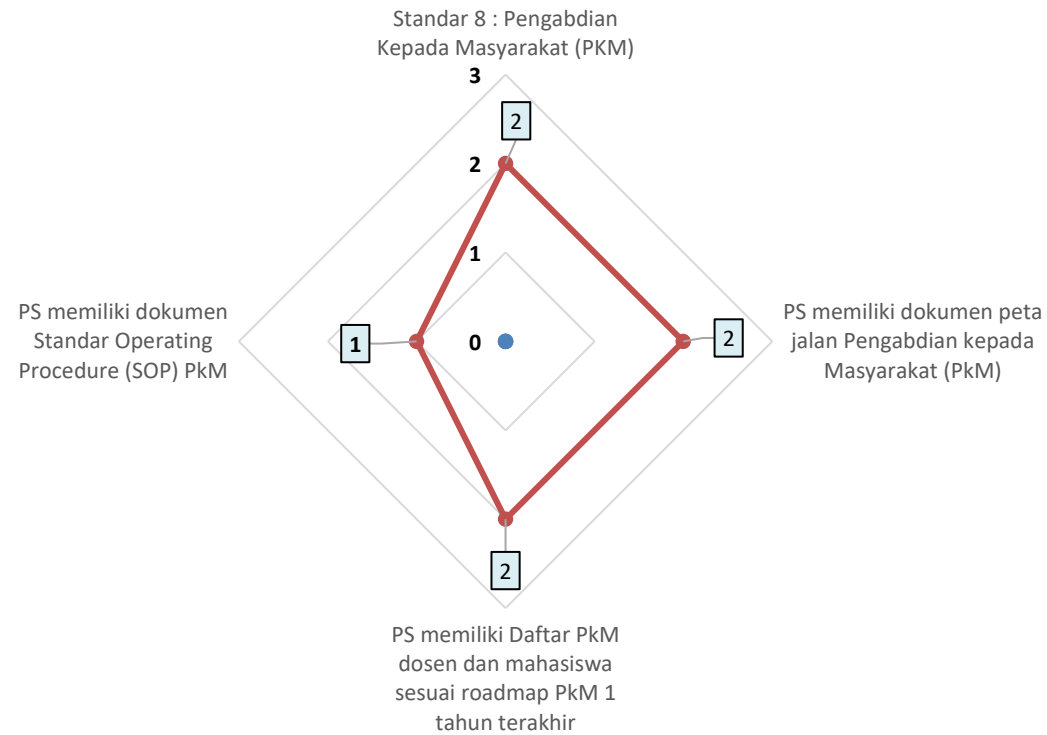 Standar 8 : Pengabdian
Kepada Masyarakat (PKM)
3
2
2
1
0
PS memiliki dokumen
Standar Operating
Procedure (SOP) PkM
1
2
PS memiliki dokumen peta
jalan Pengabdian kepada
Masyarakat (PkM)
2
PS memiliki Daftar PkM
dosen dan mahasiswa
sesuai roadmap PkM 1
tahun terakhir